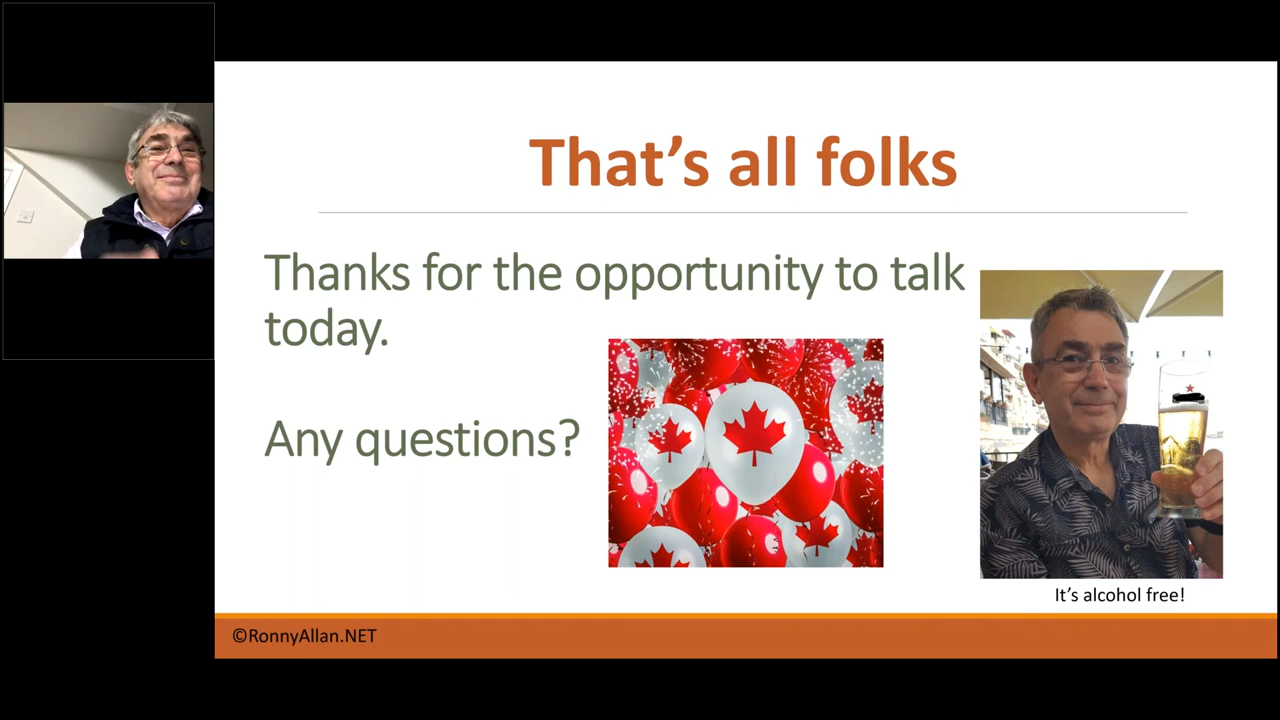 That's all folks
Thanks for the opportunity to talk
today.
Any questions?
It's alcohol free!
©RonnyAllan.NET